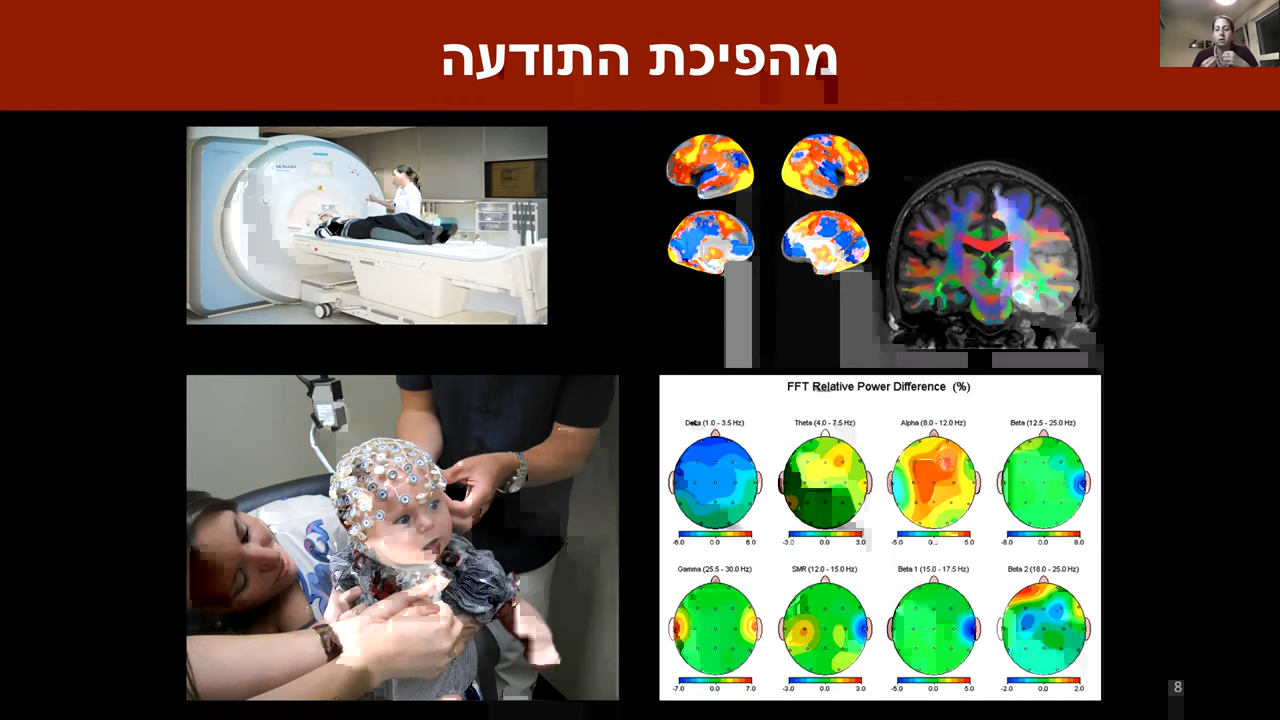 מהפיכת התודעה
SIEMENS
FFT Relative Power Difference (%)
Delta (1.0 - 3.5 Hz) Theta (4.0 - 7.5 Hz) Alpha (8.0 - 12.0 Hz) Beta (12.5 - 25.0 Hz)
-6.0 0.0 6.0 -3.0 0.0 3.0 -5.0 0.0 5.0 -8.0 0.0 8.0
Gamma (25.5 - 30.0 Hz) SMR (12.0 - 15.0 Hz) Beta 1 (15.0 - 17.5 Hz) Beta 2 (18.0 - 25.0 Hz)
-7.0 0.0 7.0 -3.0 0.0 3.0 -5.0 0.0 5.0 -2.0 0.0 2.0
8